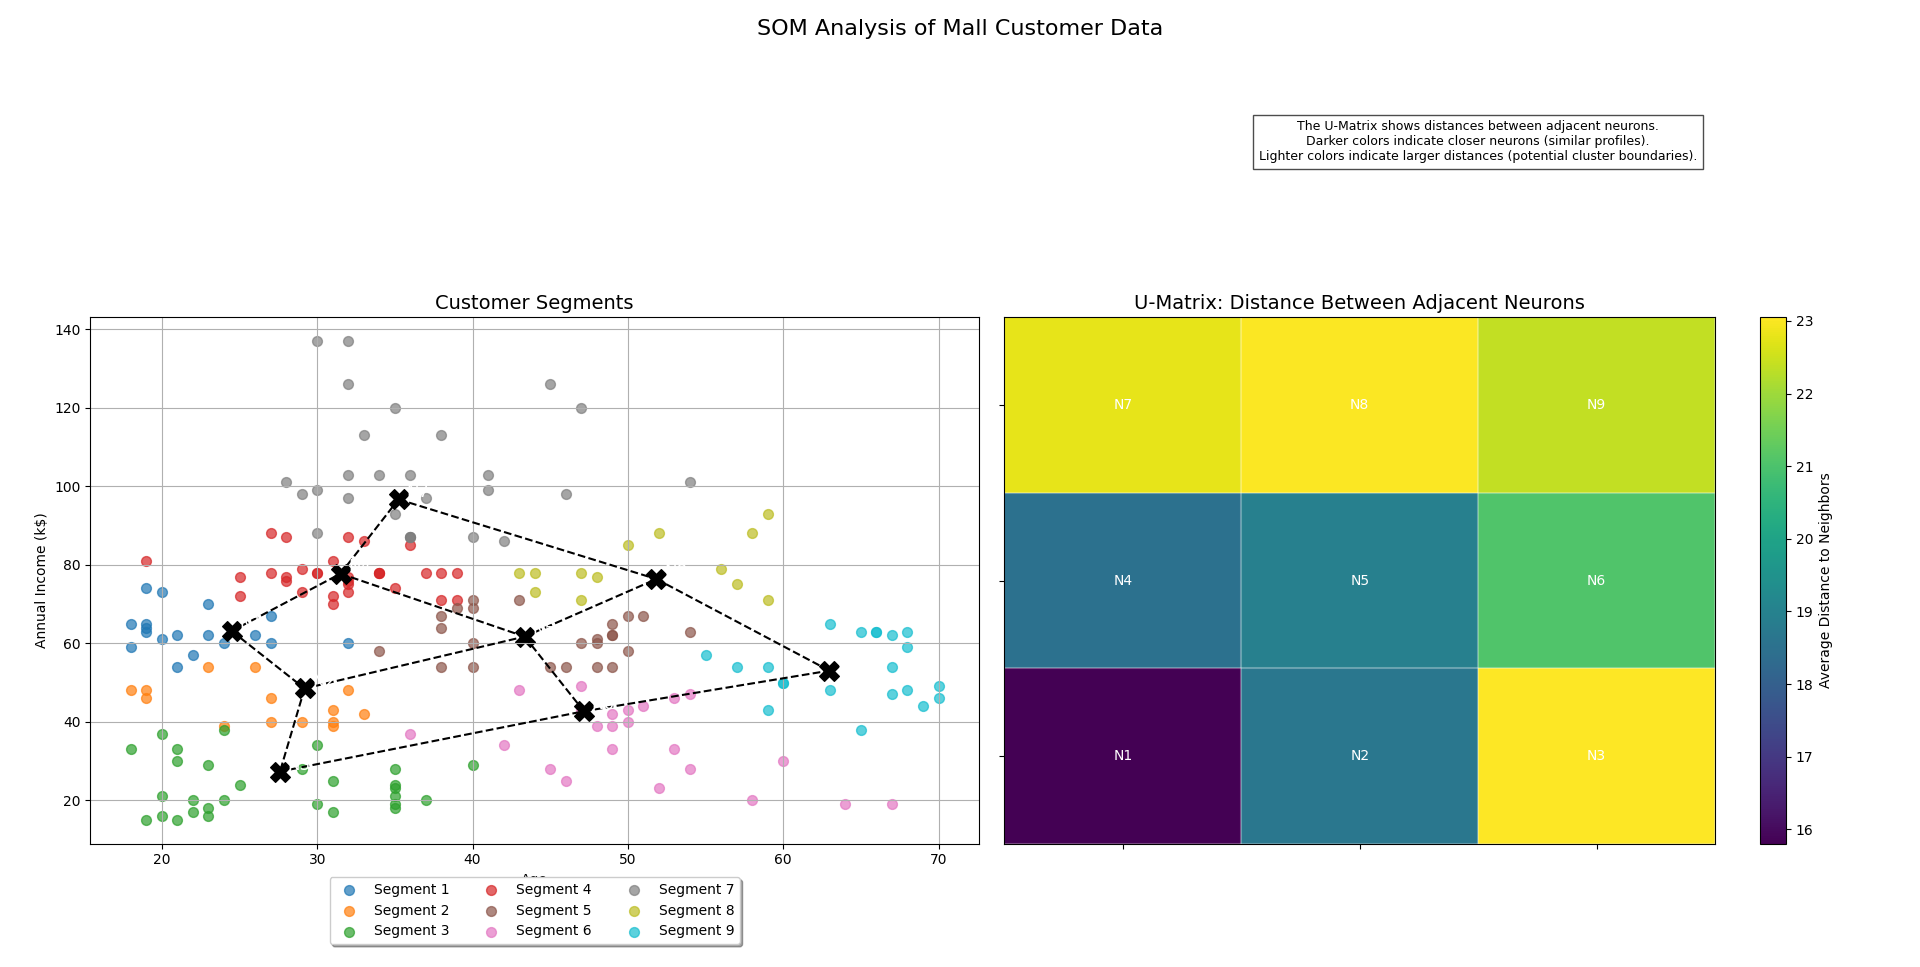 SOM Analysis of Mall Customer Data
The U-Matrix shows distances between adjacent neurons.
Darker colors indicate closer neurons (similar profiles).
Lighter colors indicate larger distances (potential cluster boundaries).
Customer Segments
Annual Income (k$)
140
120
100
80
60
40
20
20 30 40 50 60 70
Segment 1 Segment 4 Segment 7
Segment 2 Segment 5 Segment 8
Segment 3 Segment 6 Segment 9
U-Matrix: Distance Between Adjacent Neurons
N7 N8 N9
N4 N5 N6
N1 N2 N3
23
22
21
20
19
18
17
16
Average Distance to Neighbors